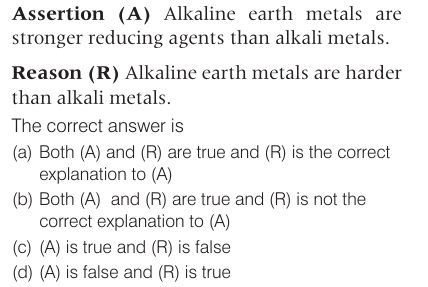 Assertion (A) Alkaline earth metals are
stronger reducing agents than alkali metals.
Reason (R) Alkaline earth metals are harder
than alkali metals.
The correct answer is
(a) Both (A) and (R) are true and (R) is the correct
explanation to (A)
(b) Both (A) and (R) are true and (R) is not the
correct explanation to (A)
(c) (A) is true and (R) is false
(d) (A) is false and (R) is true